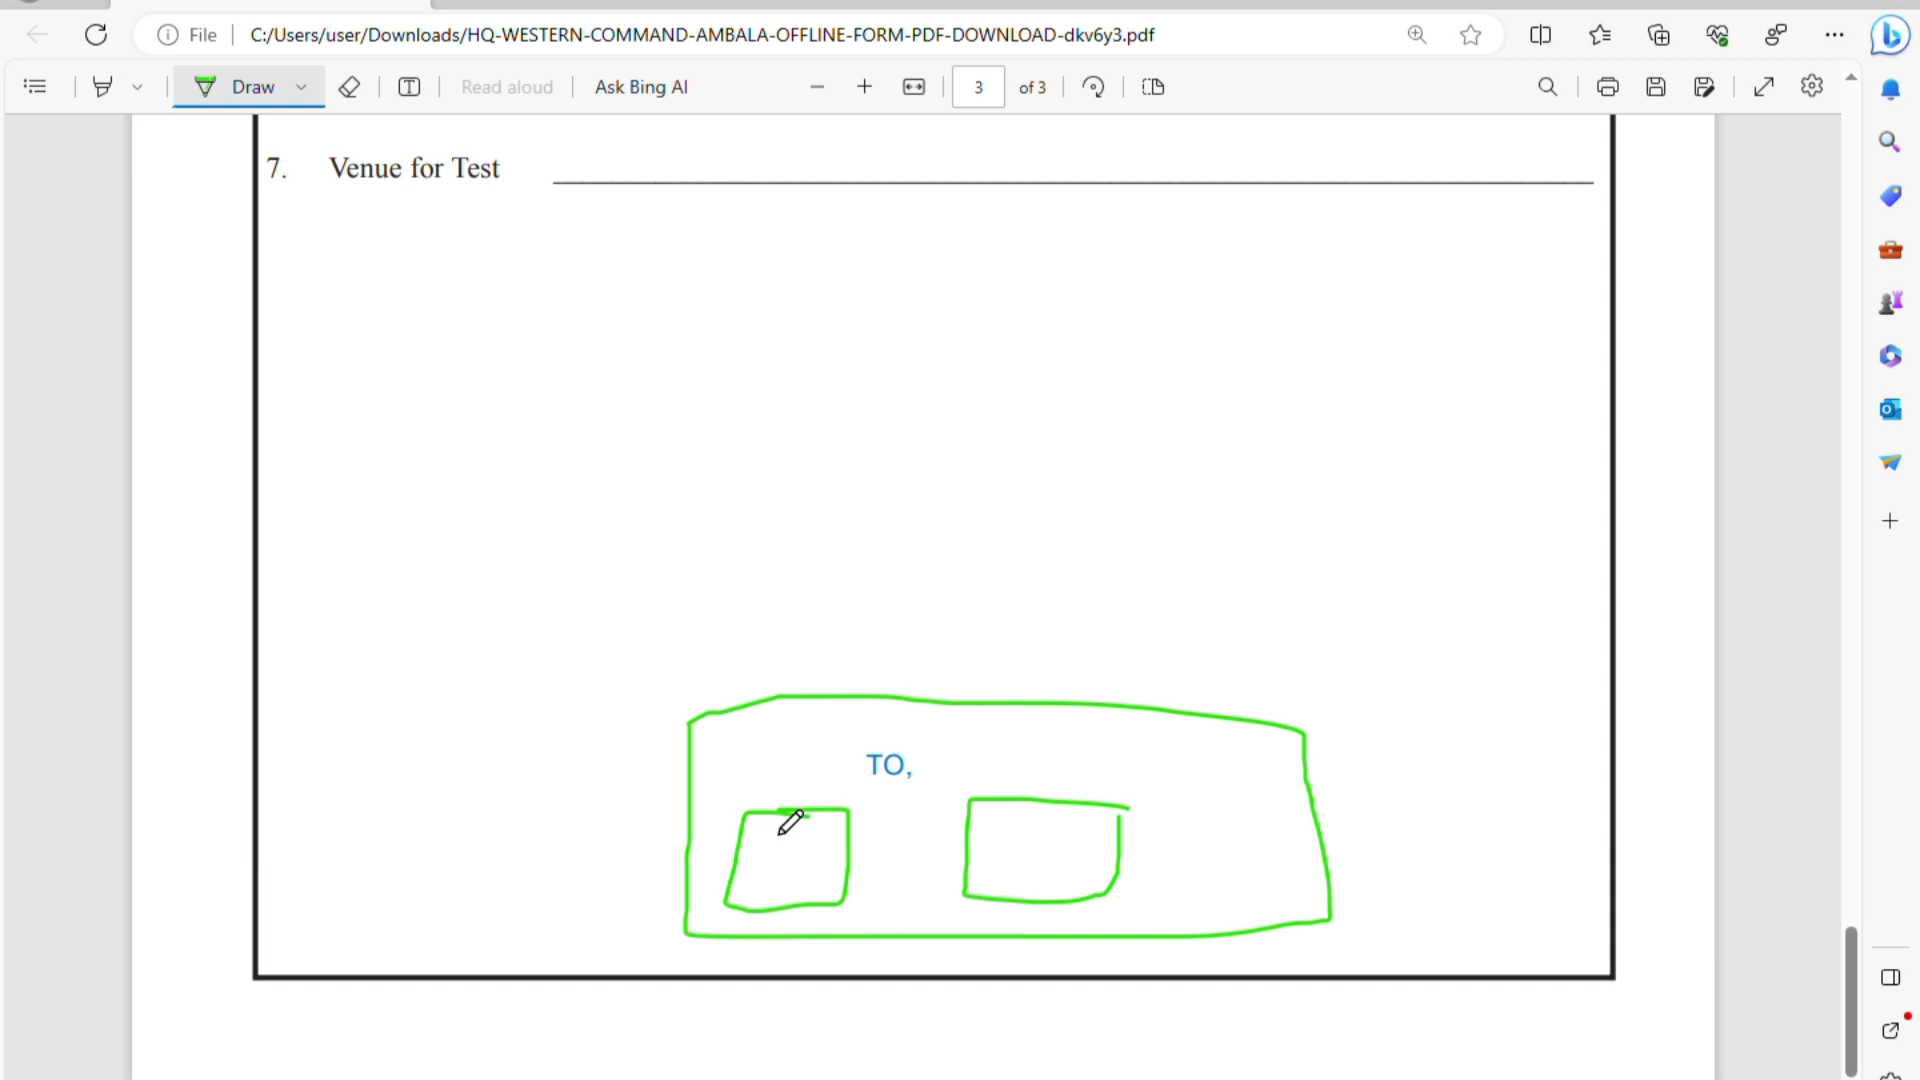 File C:/Users/user/Downloads/HQ-WESTERN-COMMAND-AMBALA-OFFLINE-FORM-PDF-DOWNLOAD-dkv6y3.pdf
Draw Read aloud Ask Bing AI 3 of 3
7. Venue for Test
TO,